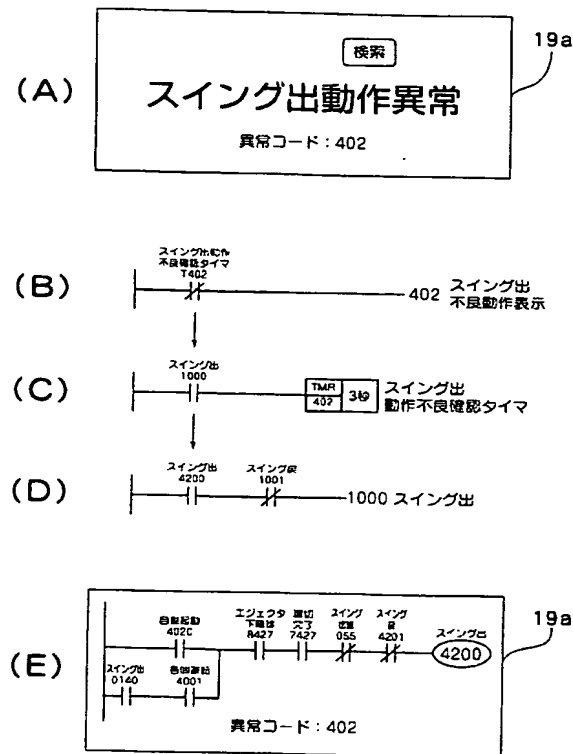 (A)
検索
19a
スイング出動作異常
異常コード：402
(B)
スイング出動作
不良確認タイマ
T402
402 スイング出
不良動作表示
(C)
スイング出
1000
TMR
402
3秒
スイング出
動作不良確認タイマ
(D)
スイング出
4200
スイング戻
1001
1000 スイング出
(E)
19a
自動起動
402C
エジェクタ
下降端
8427
完了
7427
スイング
055
スイング
戻
4201
スイング出
4200
スイング出
0140
各個運転
4001
異常コード：402